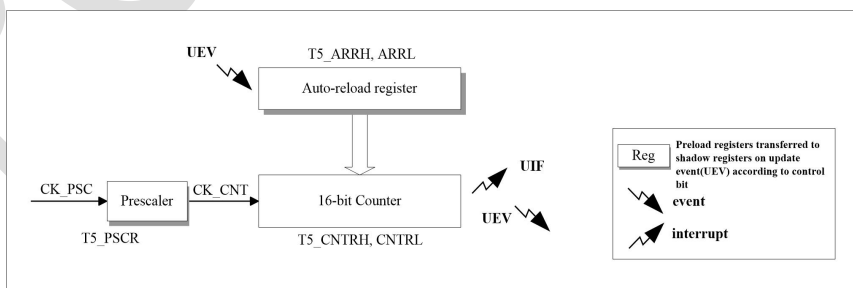 UEV
T5_ARRH, ARRL
Auto-reload register
CK_PSC
Prescaler
CK_CNT
16-bit Counter
UIF
UEV
T5_PSCR
T5_CNTRH, CNTRL
Reg
Preload registers transferred to
shadow registers on update
event(UEV) according to control
bit
event
interrupt